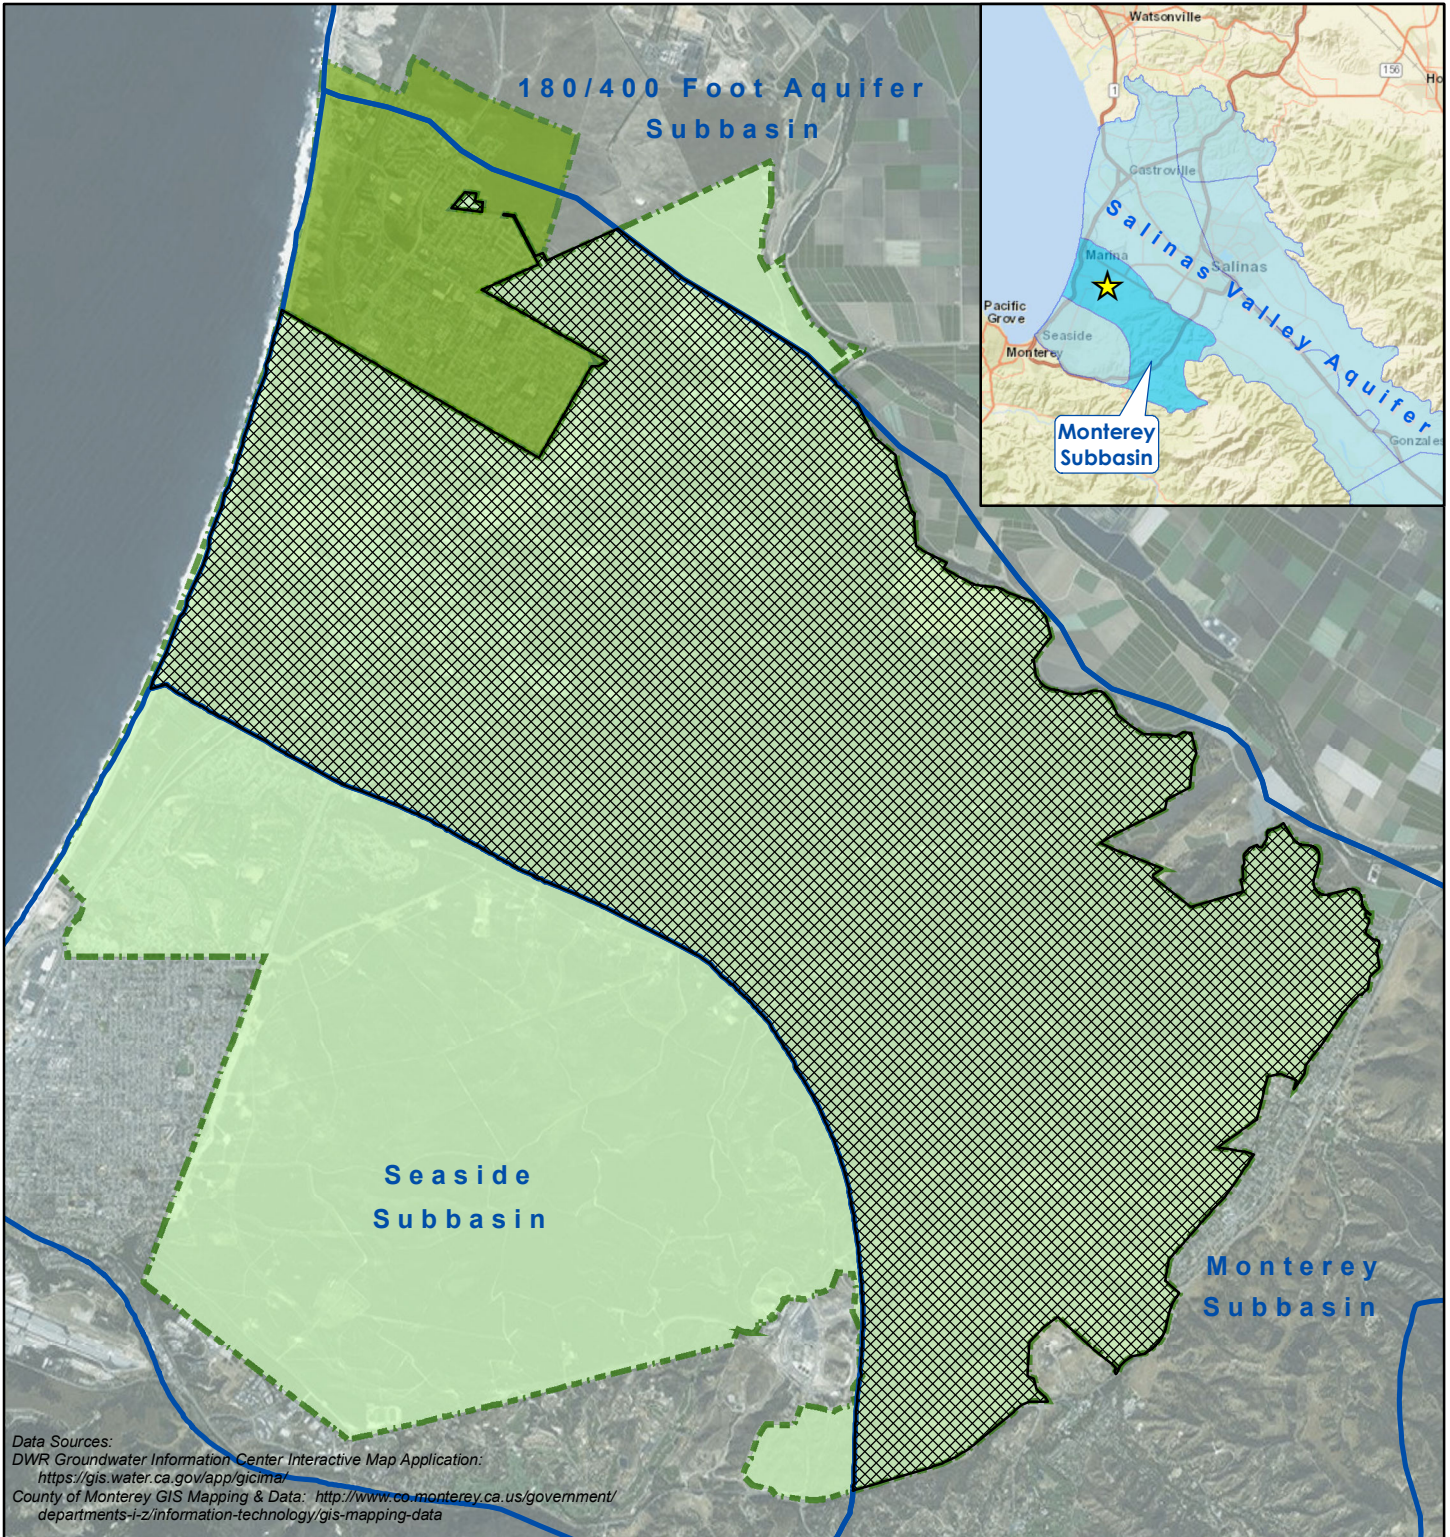 180/400 Foot Aquifer
Subbasin
Watsonville
156
Ho
1
Castroville
Salinas Valley Aquifer
Marina
Salinas
Pacific
Grove
Seaside
Monterey
Monterey
Subbasin
Gonzales
Seaside
Subbasin
Monterey
Subbasin
Data Sources:
DWR Groundwater Information Center Interactive Map Application:
https://gis.water.ca.gov/app/gicima/
County of Monterey GIS Mapping & Data: http://www.co.monterey.ca.us/government/
departments-i-z/information-technology/gis-mapping-data